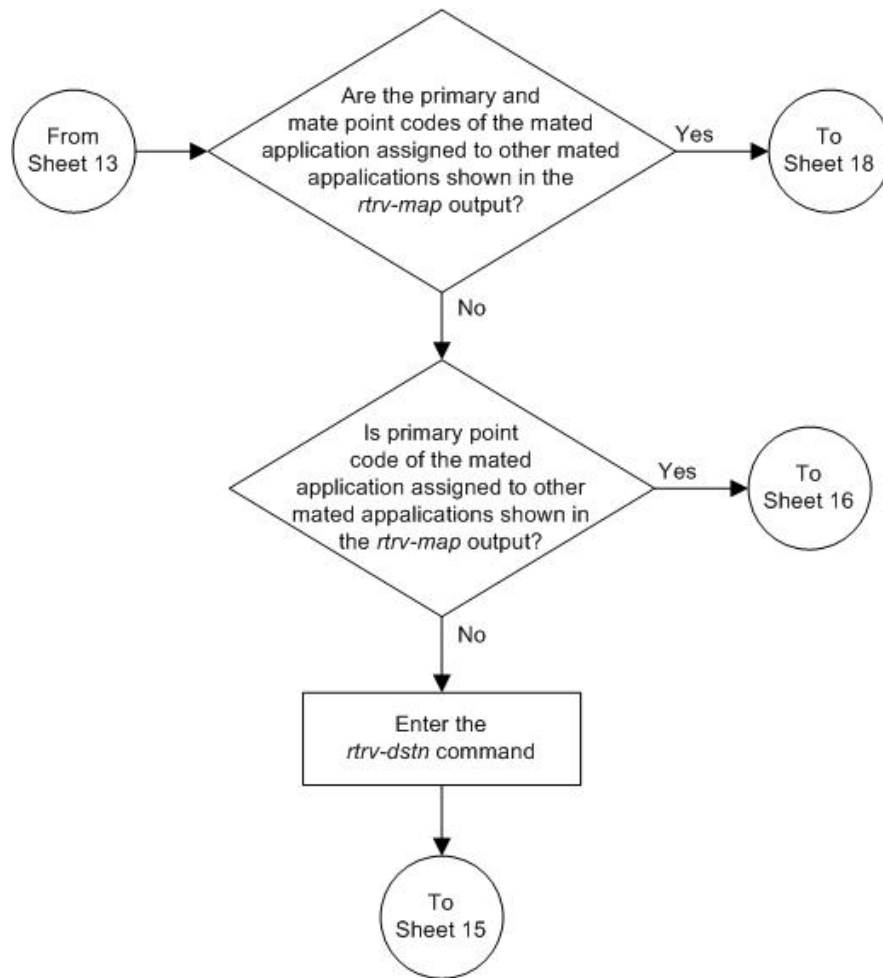 From
Sheet 13
Are the primary and
mate point codes of the mated
application assigned to other mated
appalications shown in the
rtrv-map output?
Yes
To
Sheet 18
No
Is primary point
code of the mated
application assigned to other
mated appalications shown in
the rtrv-map output?
Yes
To
Sheet 16
No
Enter the
rtrv-dstn command
To
Sheet 15